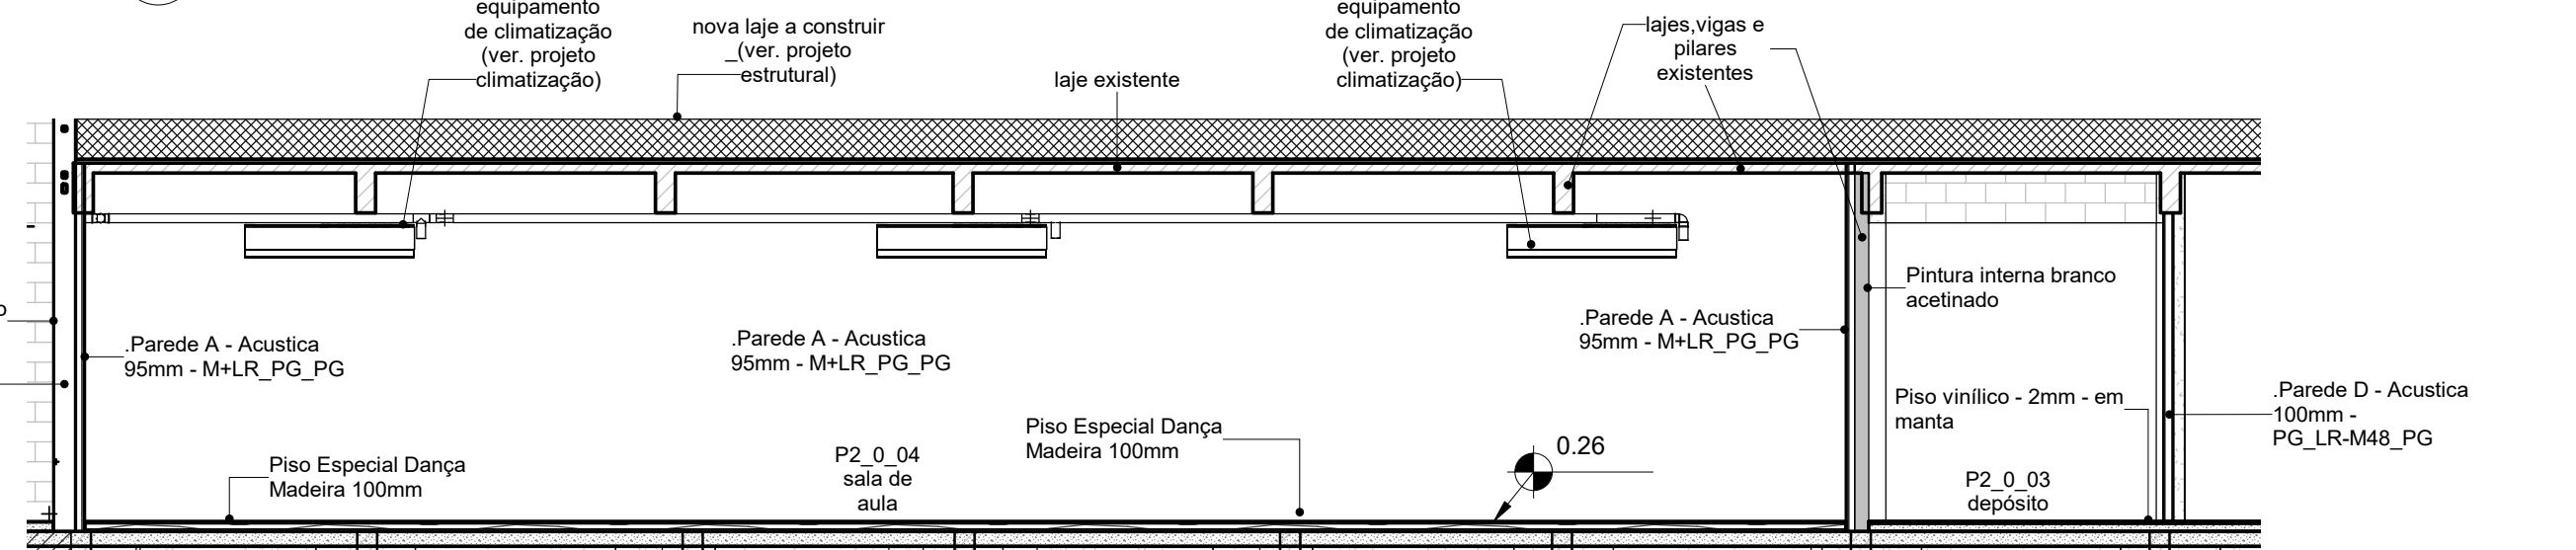 equipamento
de climatização
(ver. projeto
climatização)
nova laje a construir
_(ver. projeto
estrutural)
laje existente
equipamento
de climatização
(ver. projeto
climatização)
lajes,vigas e
pilares
existentes
Pintura interna branco
acetinado
.Parede A - Acustica
95mm - M+LR_PG_PG
.Parede A - Acustica
95mm - M+LR_PG_PG
.Parede A - Acustica
95mm - M+LR_PG_PG
Piso vinílico - 2mm - em
manta
.Parede D - Acustica
100mm -
PG_LR-M48_PG
Piso Especial Dança
Madeira 100mm
P2_0_04
sala de
aula
Piso Especial Dança
Madeira 100mm
0.26
P2_0_03
depósito